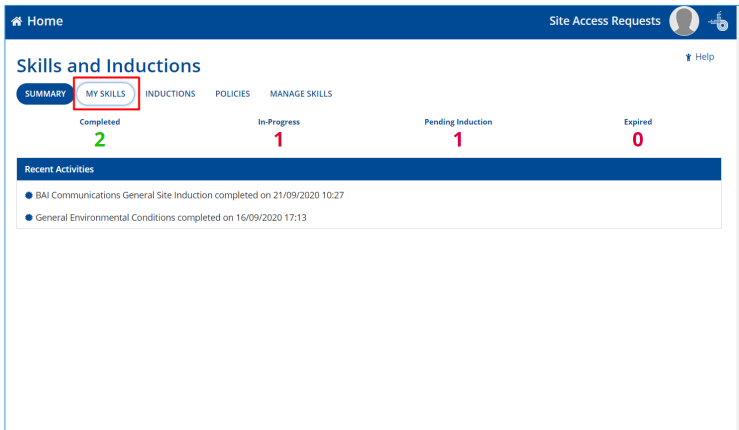 Home
Site Access Requests
Help
Skills and Inductions
SUMMARY MY SKILLS INDUCTIONS POLICIES MANAGE SKILLS
Completed In-Progress Pending Induction Expired
2 1 1 0
Recent Activities
BAI Communications General Site Induction completed on 21/09/2020 10:27
General Environmental Conditions completed on 16/09/2020 17:13